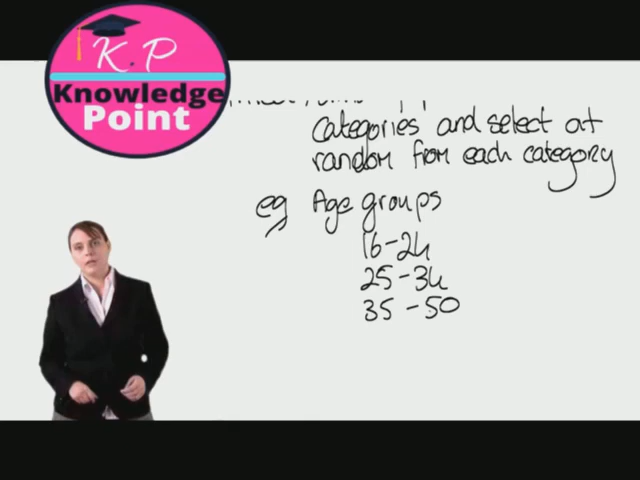 K.P
Knowledge
Point
categories and select at
random from each category
eg Age groups
16-24
25-34
35-50